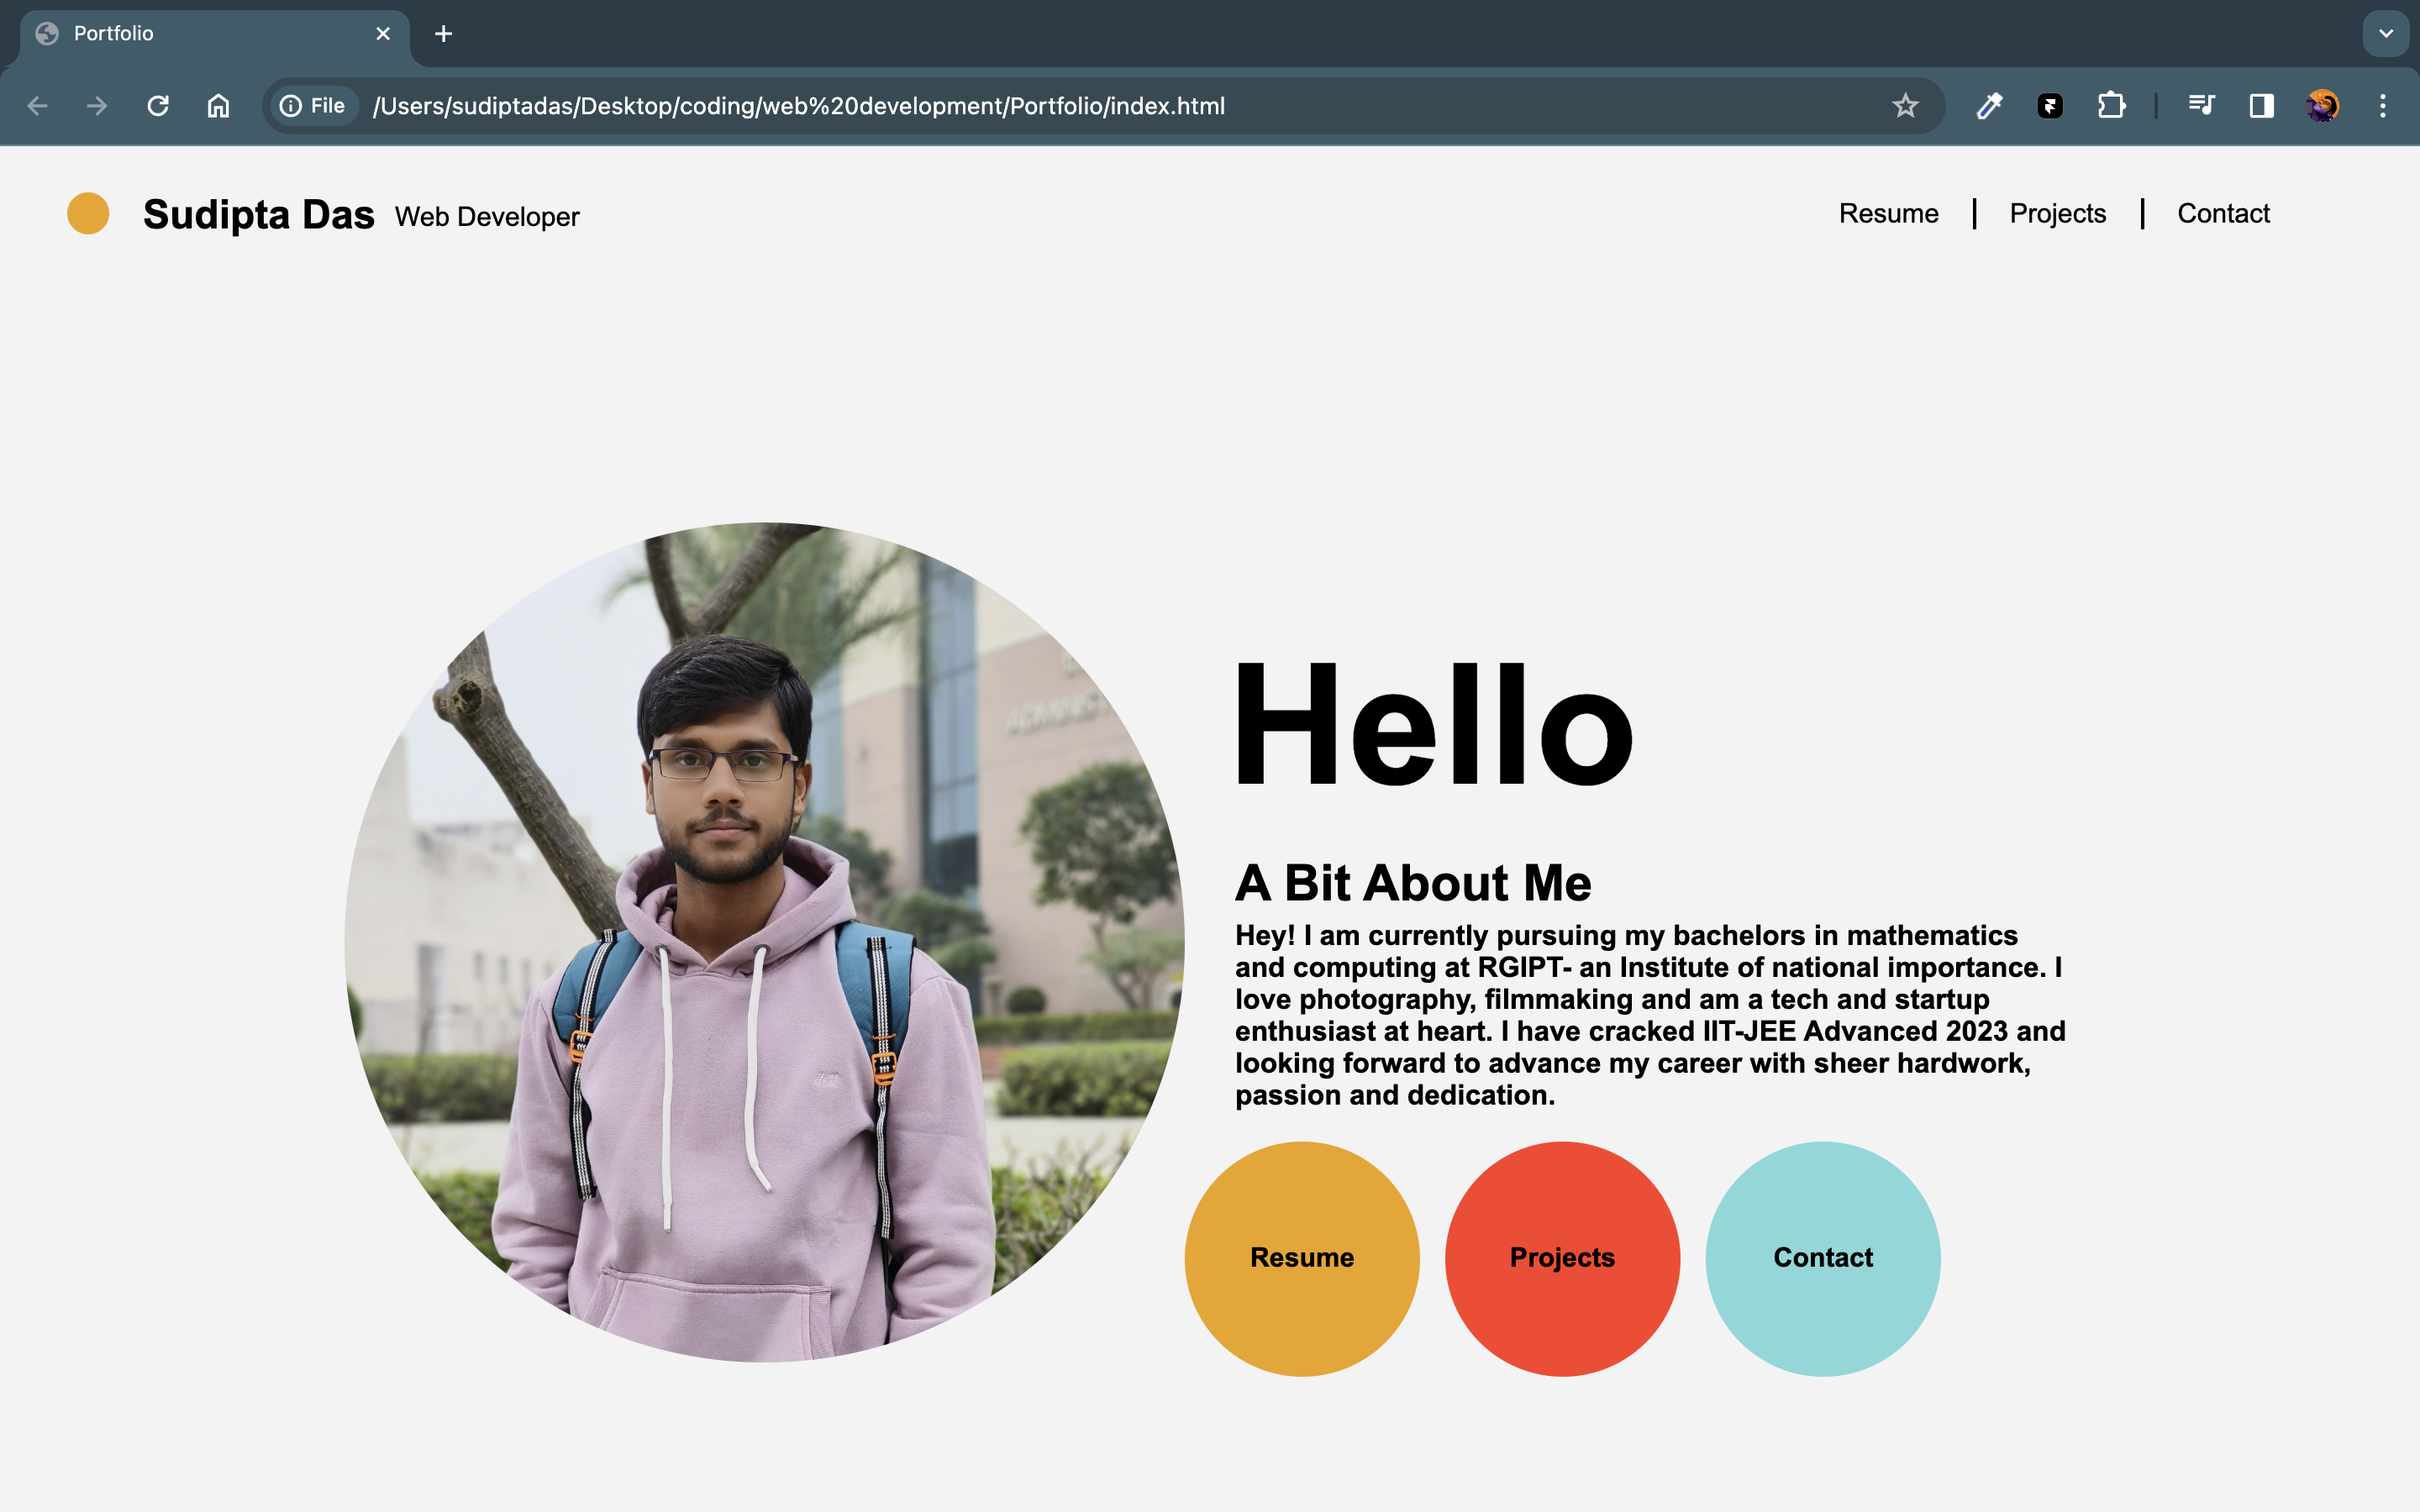 Portfolio
File /Users/sudiptadas/Desktop/coding/web%20development/Portfolio/index.html
Sudipta Das Web Developer
Resume | Projects | Contact
Hello
A Bit About Me
Hey! I am currently pursuing my bachelors in mathematics
and computing at RGIPT- an Institute of national importance. I
love photography, filmmaking and am a tech and startup
enthusiast at heart. I have cracked IIT-JEE Advanced 2023 and
looking forward to advance my career with sheer hardwork,
passion and dedication.
Resume
Projects
Contact